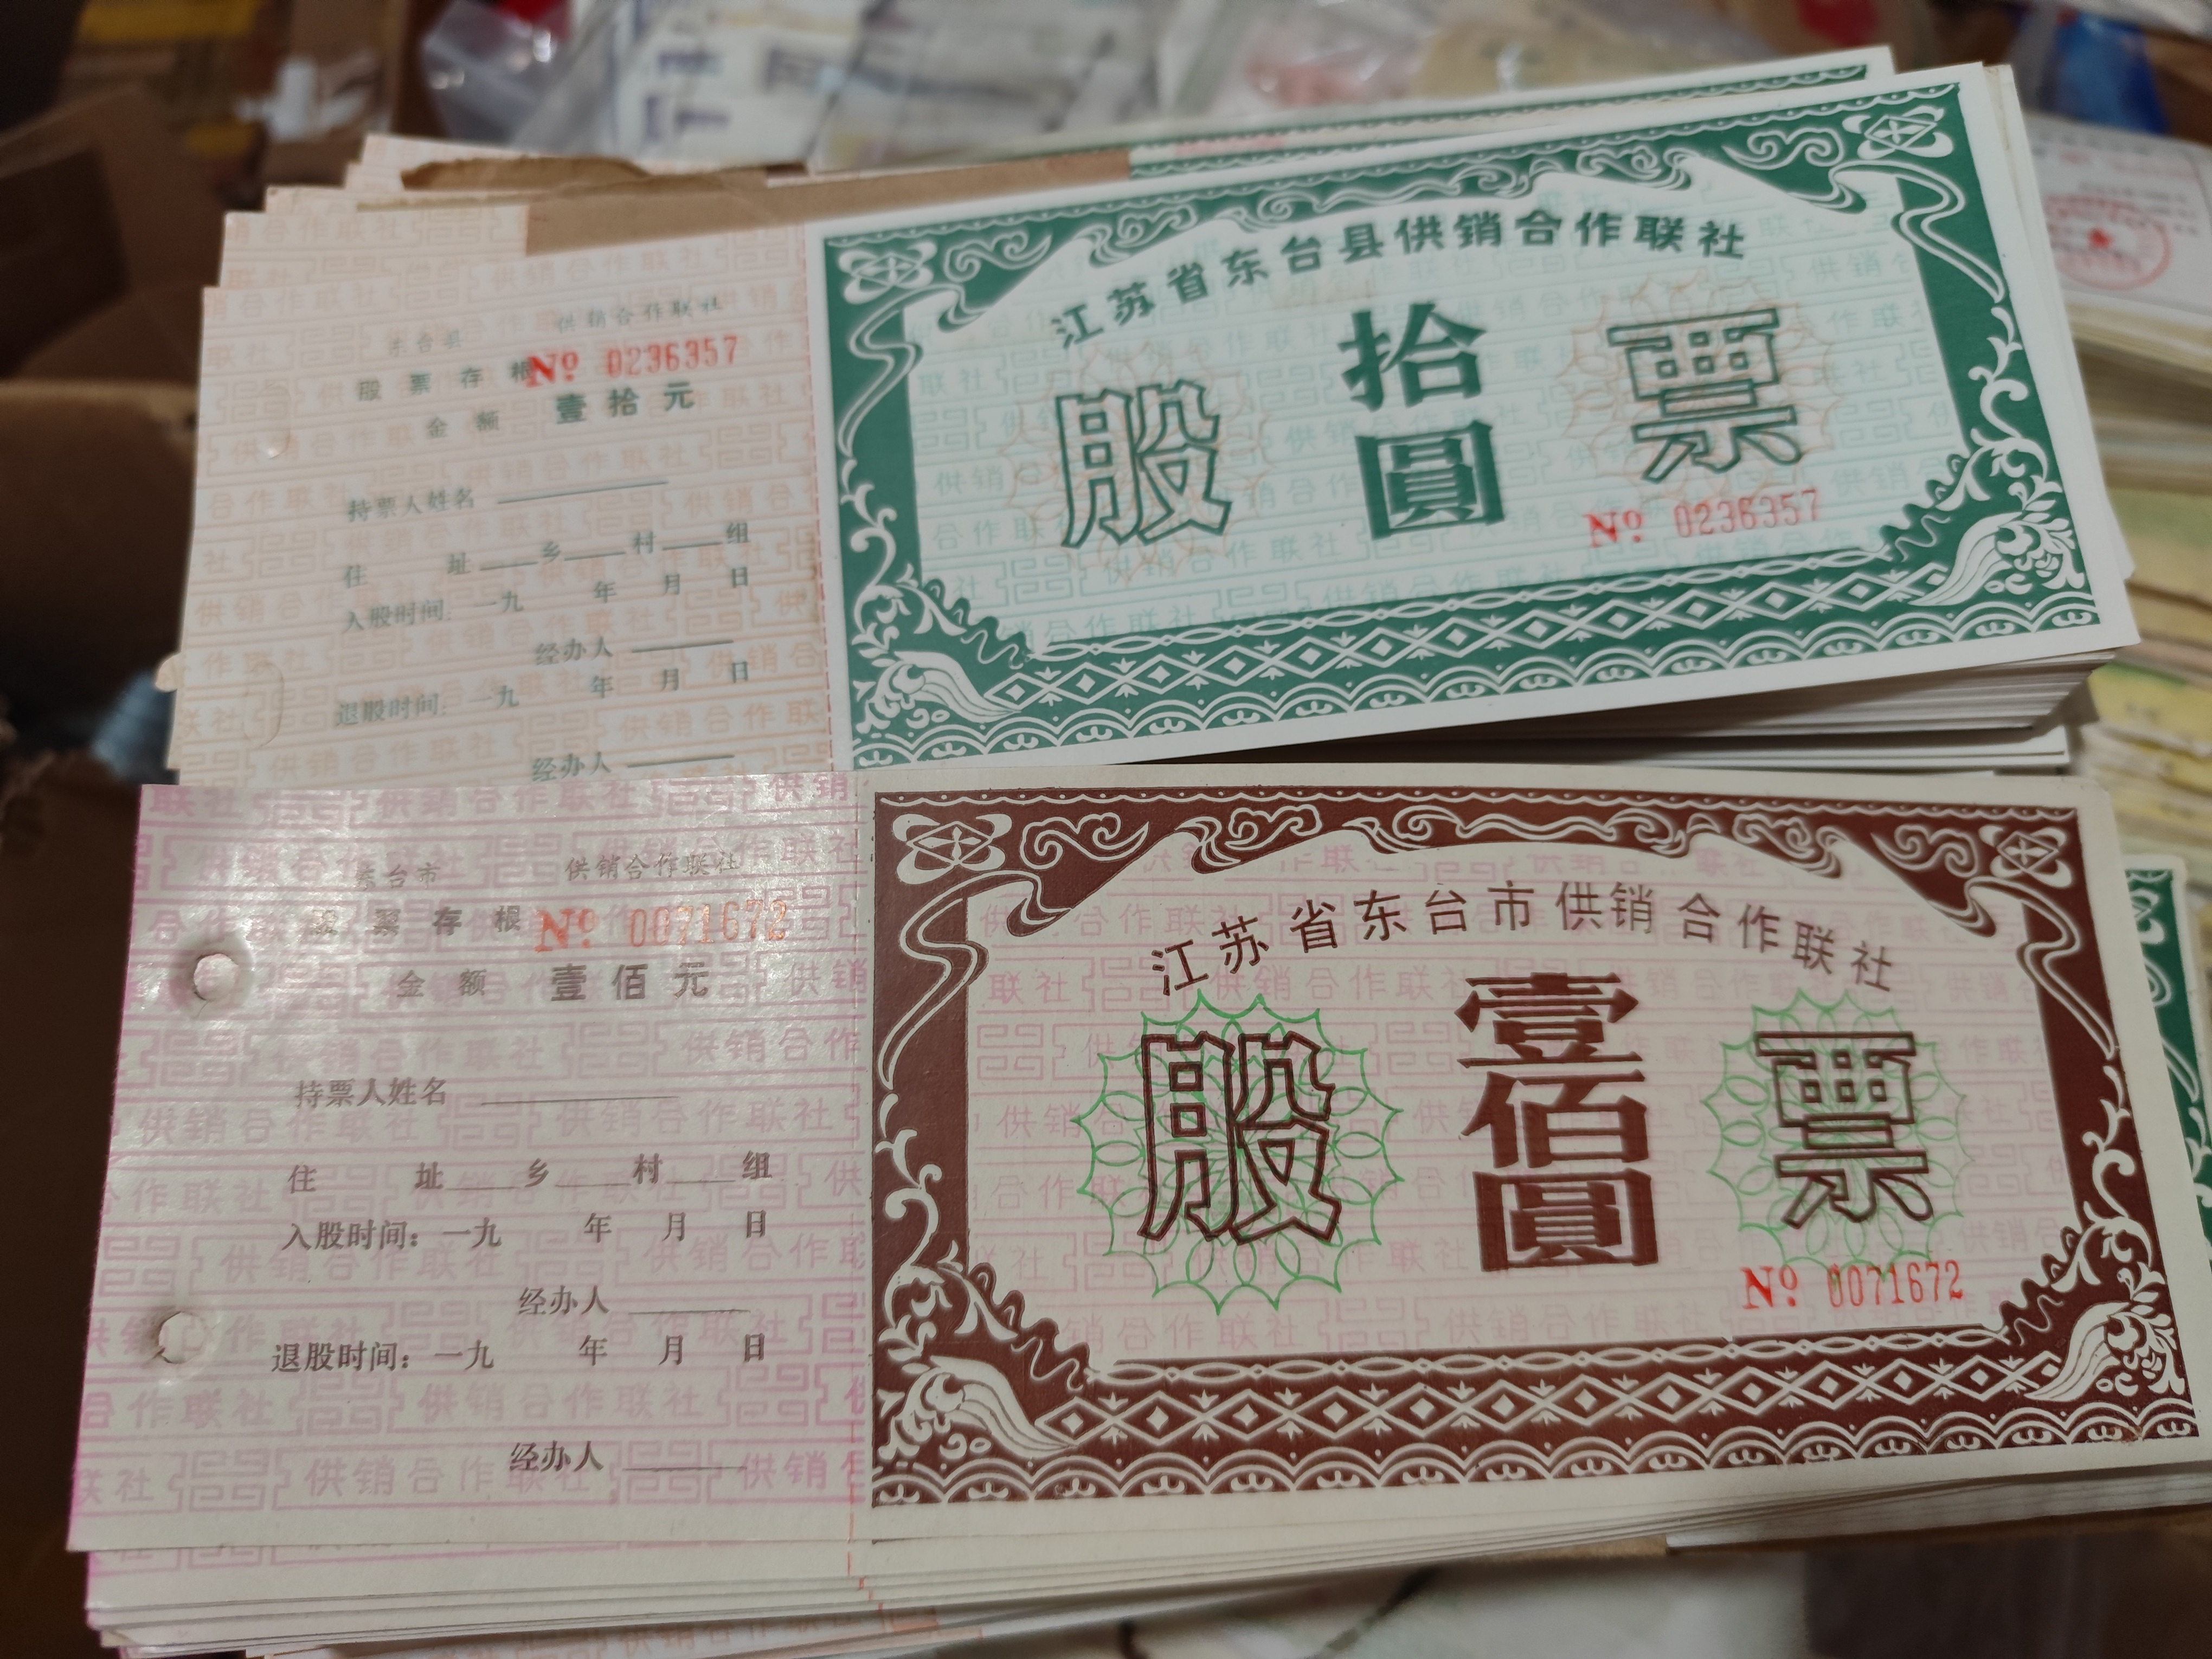 东台县 供销合作联社
股票存根 No 0236357
金额 壹拾元
持票人姓名
住 址 乡 村 组
入股时间: 一九 年 月 日
经办人
退股时间: 一九 年 月 日
经办人
江苏省东台县供销合作联社
股 拾圓 票
No 0236357
东台市 供销合作联社
股票存根 No 0071672
金额 壹佰元
持票人姓名
住 址 乡 村 组
入股时间: 一九 年 月 日
经办人
退股时间: 一九 年 月 日
经办人
江苏省东台市供销合作联社
股 壹佰圓 票
No 0071672